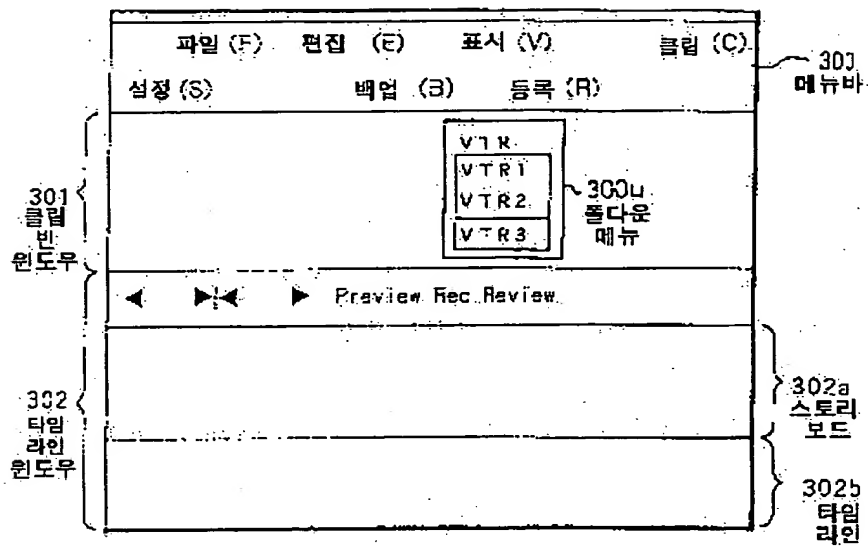 파일 (F) 편집 (E) 표시 (V) 클립 (C)
설정 (S) 백업 (B) 등록 (R)
300
메뉴바
VTR
VTR1
VTR2
VTR3
풀다운
메뉴
301
클립
빈
윈도우
Preview Rec Review
302
타임
라인
윈도우
302a
스토리
보드
302b
타임
라인